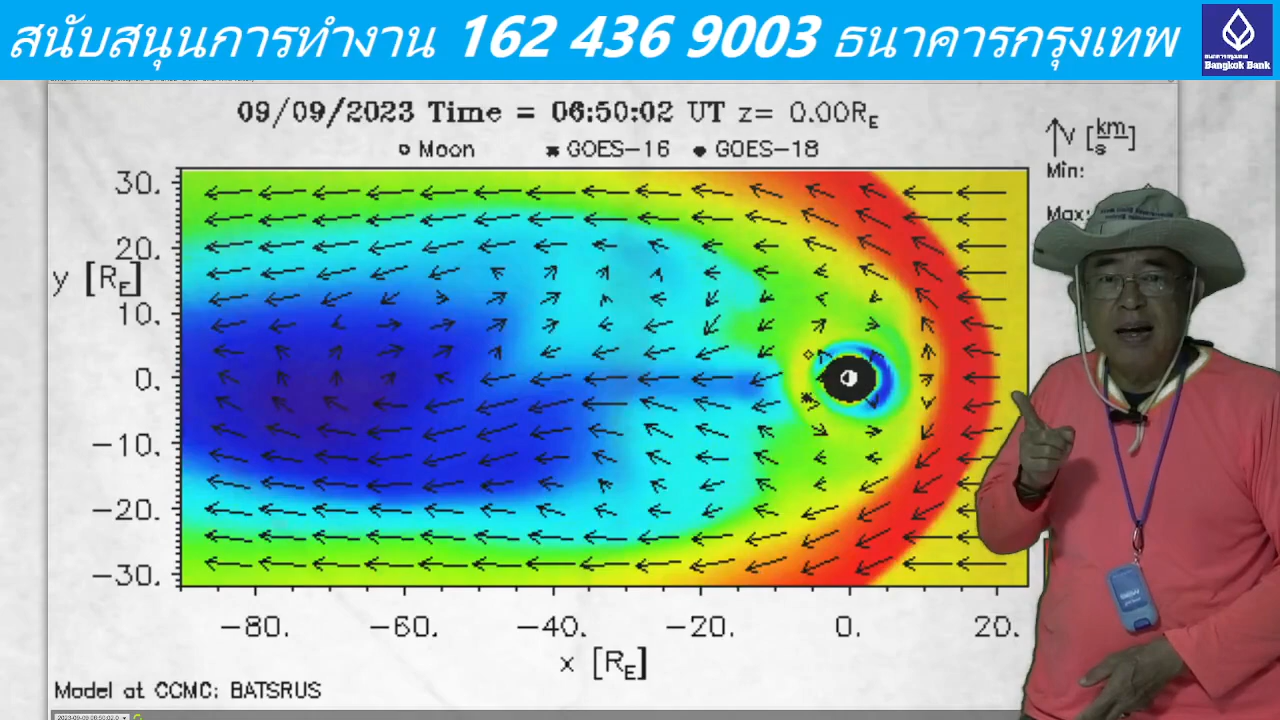 สนับสนุนการทำงาน 162 436 9003 ธนาคารกรุงเทพ
Bangkok Bank
09/09/2023 Time = 06:50:02 UT z= 0.00RE
Moon GOES-16 GOES-18
V [km/s]
Min:
Max:
y [RE]
30.
20.
10.
0.
-10.
-20.
-30.
-80. -60. -40. -20. 0. 20.
x [RE]
Model at CCMC: BATSRUS